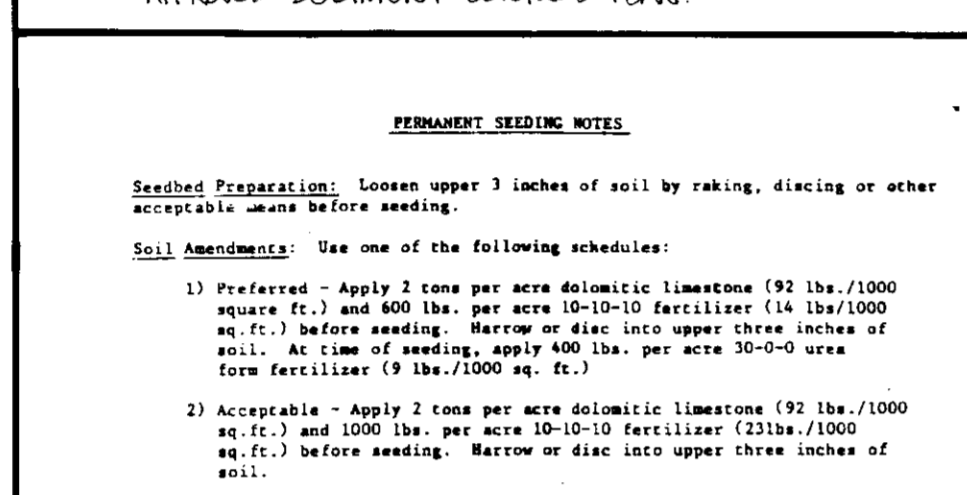 PERMANENT SEEDING NOTES
Seedbed Preparation: Loosen upper 3 inches of soil by raking, discing or other
acceptable means before seeding.
Soil Amendments: Use one of the following schedules:
1) Preferred - Apply 2 tons per acre dolomitic limestone (92 lbs./1000
square ft.) and 600 lbs. per acre 10-10-10 fertilizer (14 lbs/1000
sq.ft.) before seeding. Harrow or disc into upper three inches of
soil. At time of seeding, apply 400 lbs. per acre 30-0-0 urea
form fertilizer (9 lbs./1000 sq. ft.)
2) Acceptable - Apply 2 tons per acre dolomitic limestone (92 lbs./1000
sq.ft.) and 1000 lbs. per acre 10-10-10 fertilizer (231bs./1000
sq.ft.) before seeding. Harrow or disc into upper three inches of
soil.